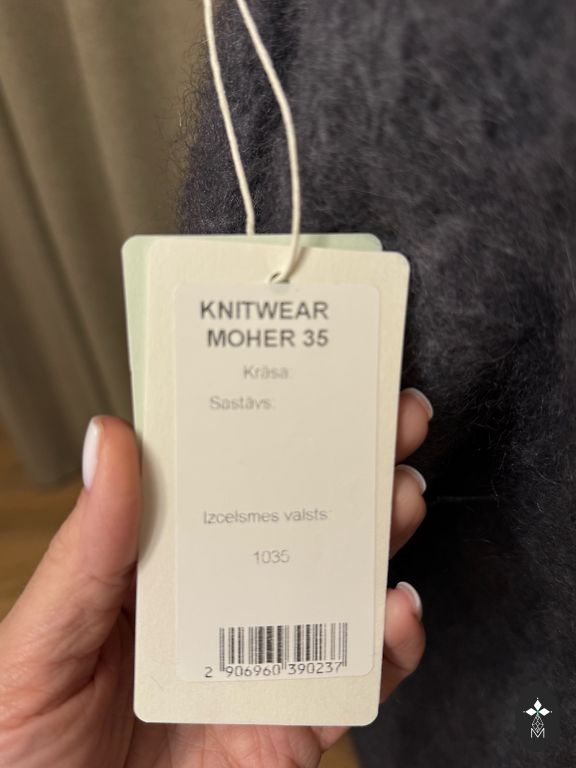 KNITWEAR
MOHER 35
Krāsa:
Sastāvs:
Izcelsmes valsts:
1035
2 906960 390237